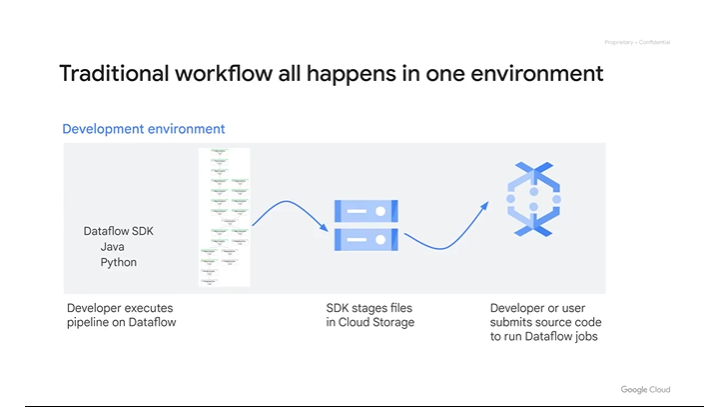 Proprietary + Confidential
Traditional workflow all happens in one environment
Development environment
Dataflow SDK
Java
Python
Developer executes
pipeline on Dataflow
SDK stages files
in Cloud Storage
Developer or user
submits source code
to run Dataflow jobs
Google Cloud